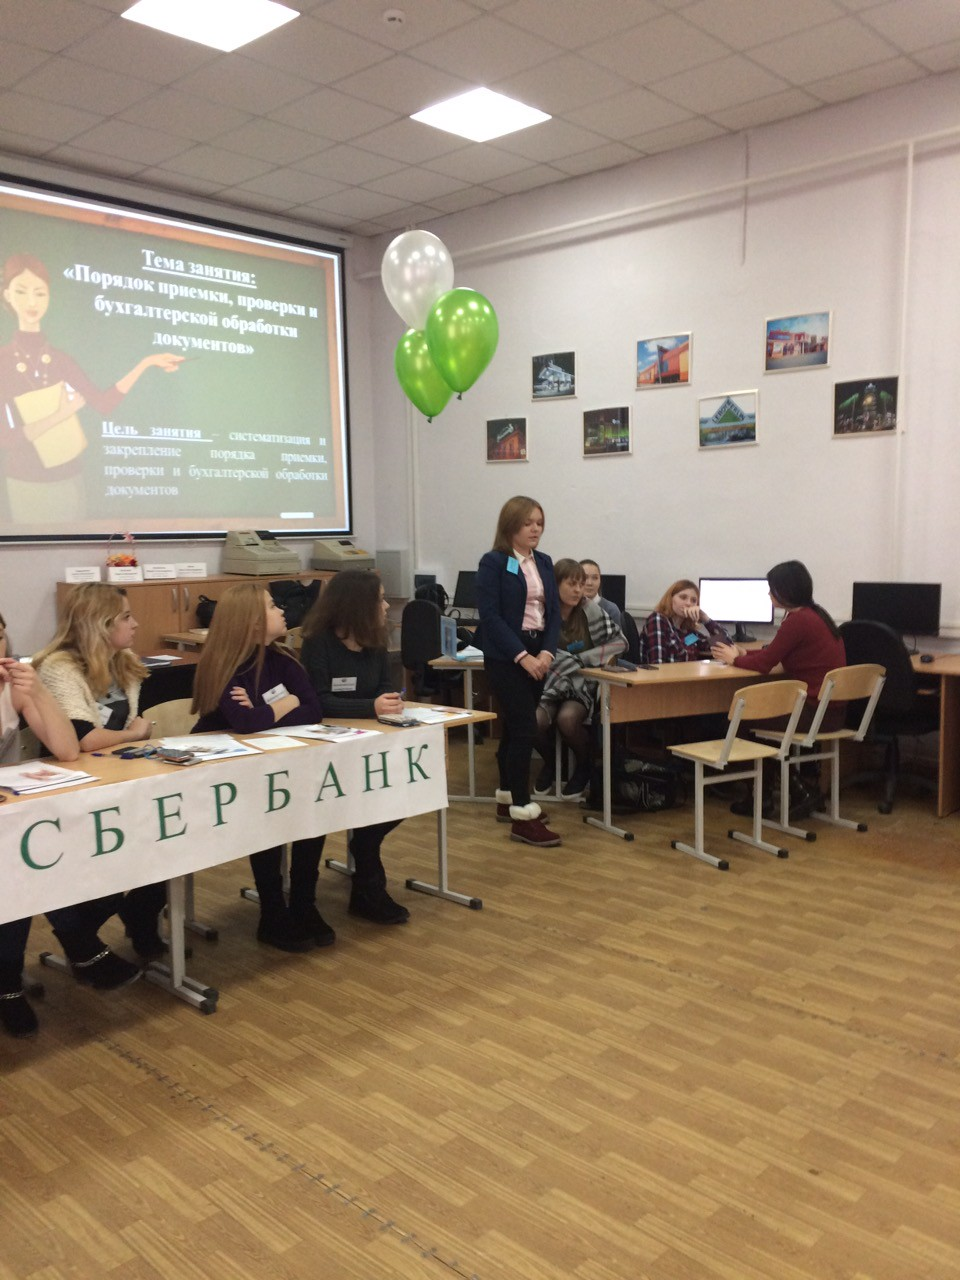 Тема занятия:
«Порядок приемки, проверки и
бухгалтерской обработки
документов»
Цель занятия – систематизация и
закрепление порядка приемки,
проверки и бухгалтерской обработки
документов
СБЕРБАНК